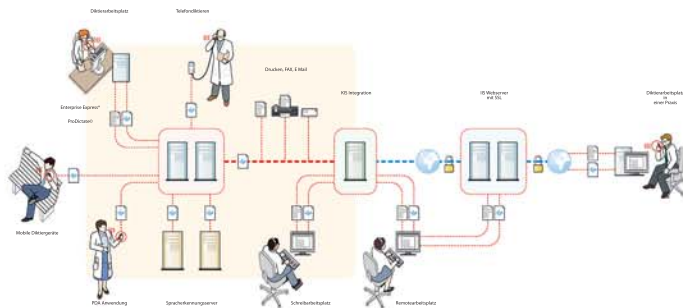 Diktierarbeitsplatz
Telefondiktieren
Drucken, FAX, E Mail
KIS Integration
IIS Webserver
mit SSL
Diktierarbeitsplatz
in
einer Praxis
Enterprise Express®
ProDictate®
Mobile Diktiergeräte
PDA Anwendung
Spracherkennungsserver
Schreibarbeitsplatz
Remotearbeitsplatz